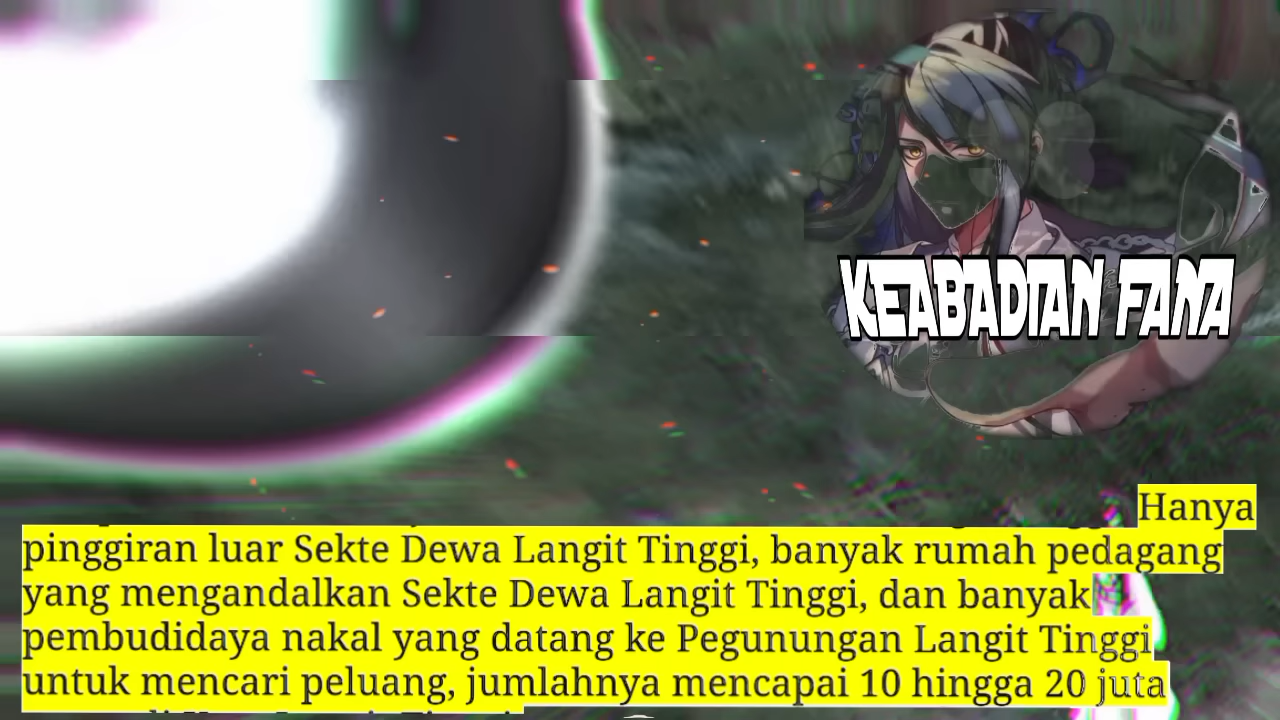 KEABADIAN FANA
Hanya
pinggiran luar Sekte Dewa Langit Tinggi, banyak rumah pedagang
yang mengandalkan Sekte Dewa Langit Tinggi, dan banyak
pembudidaya nakal yang datang ke Pegunungan Langit Tinggi
untuk mencari peluang, jumlahnya mencapai 10 hingga 20 juta